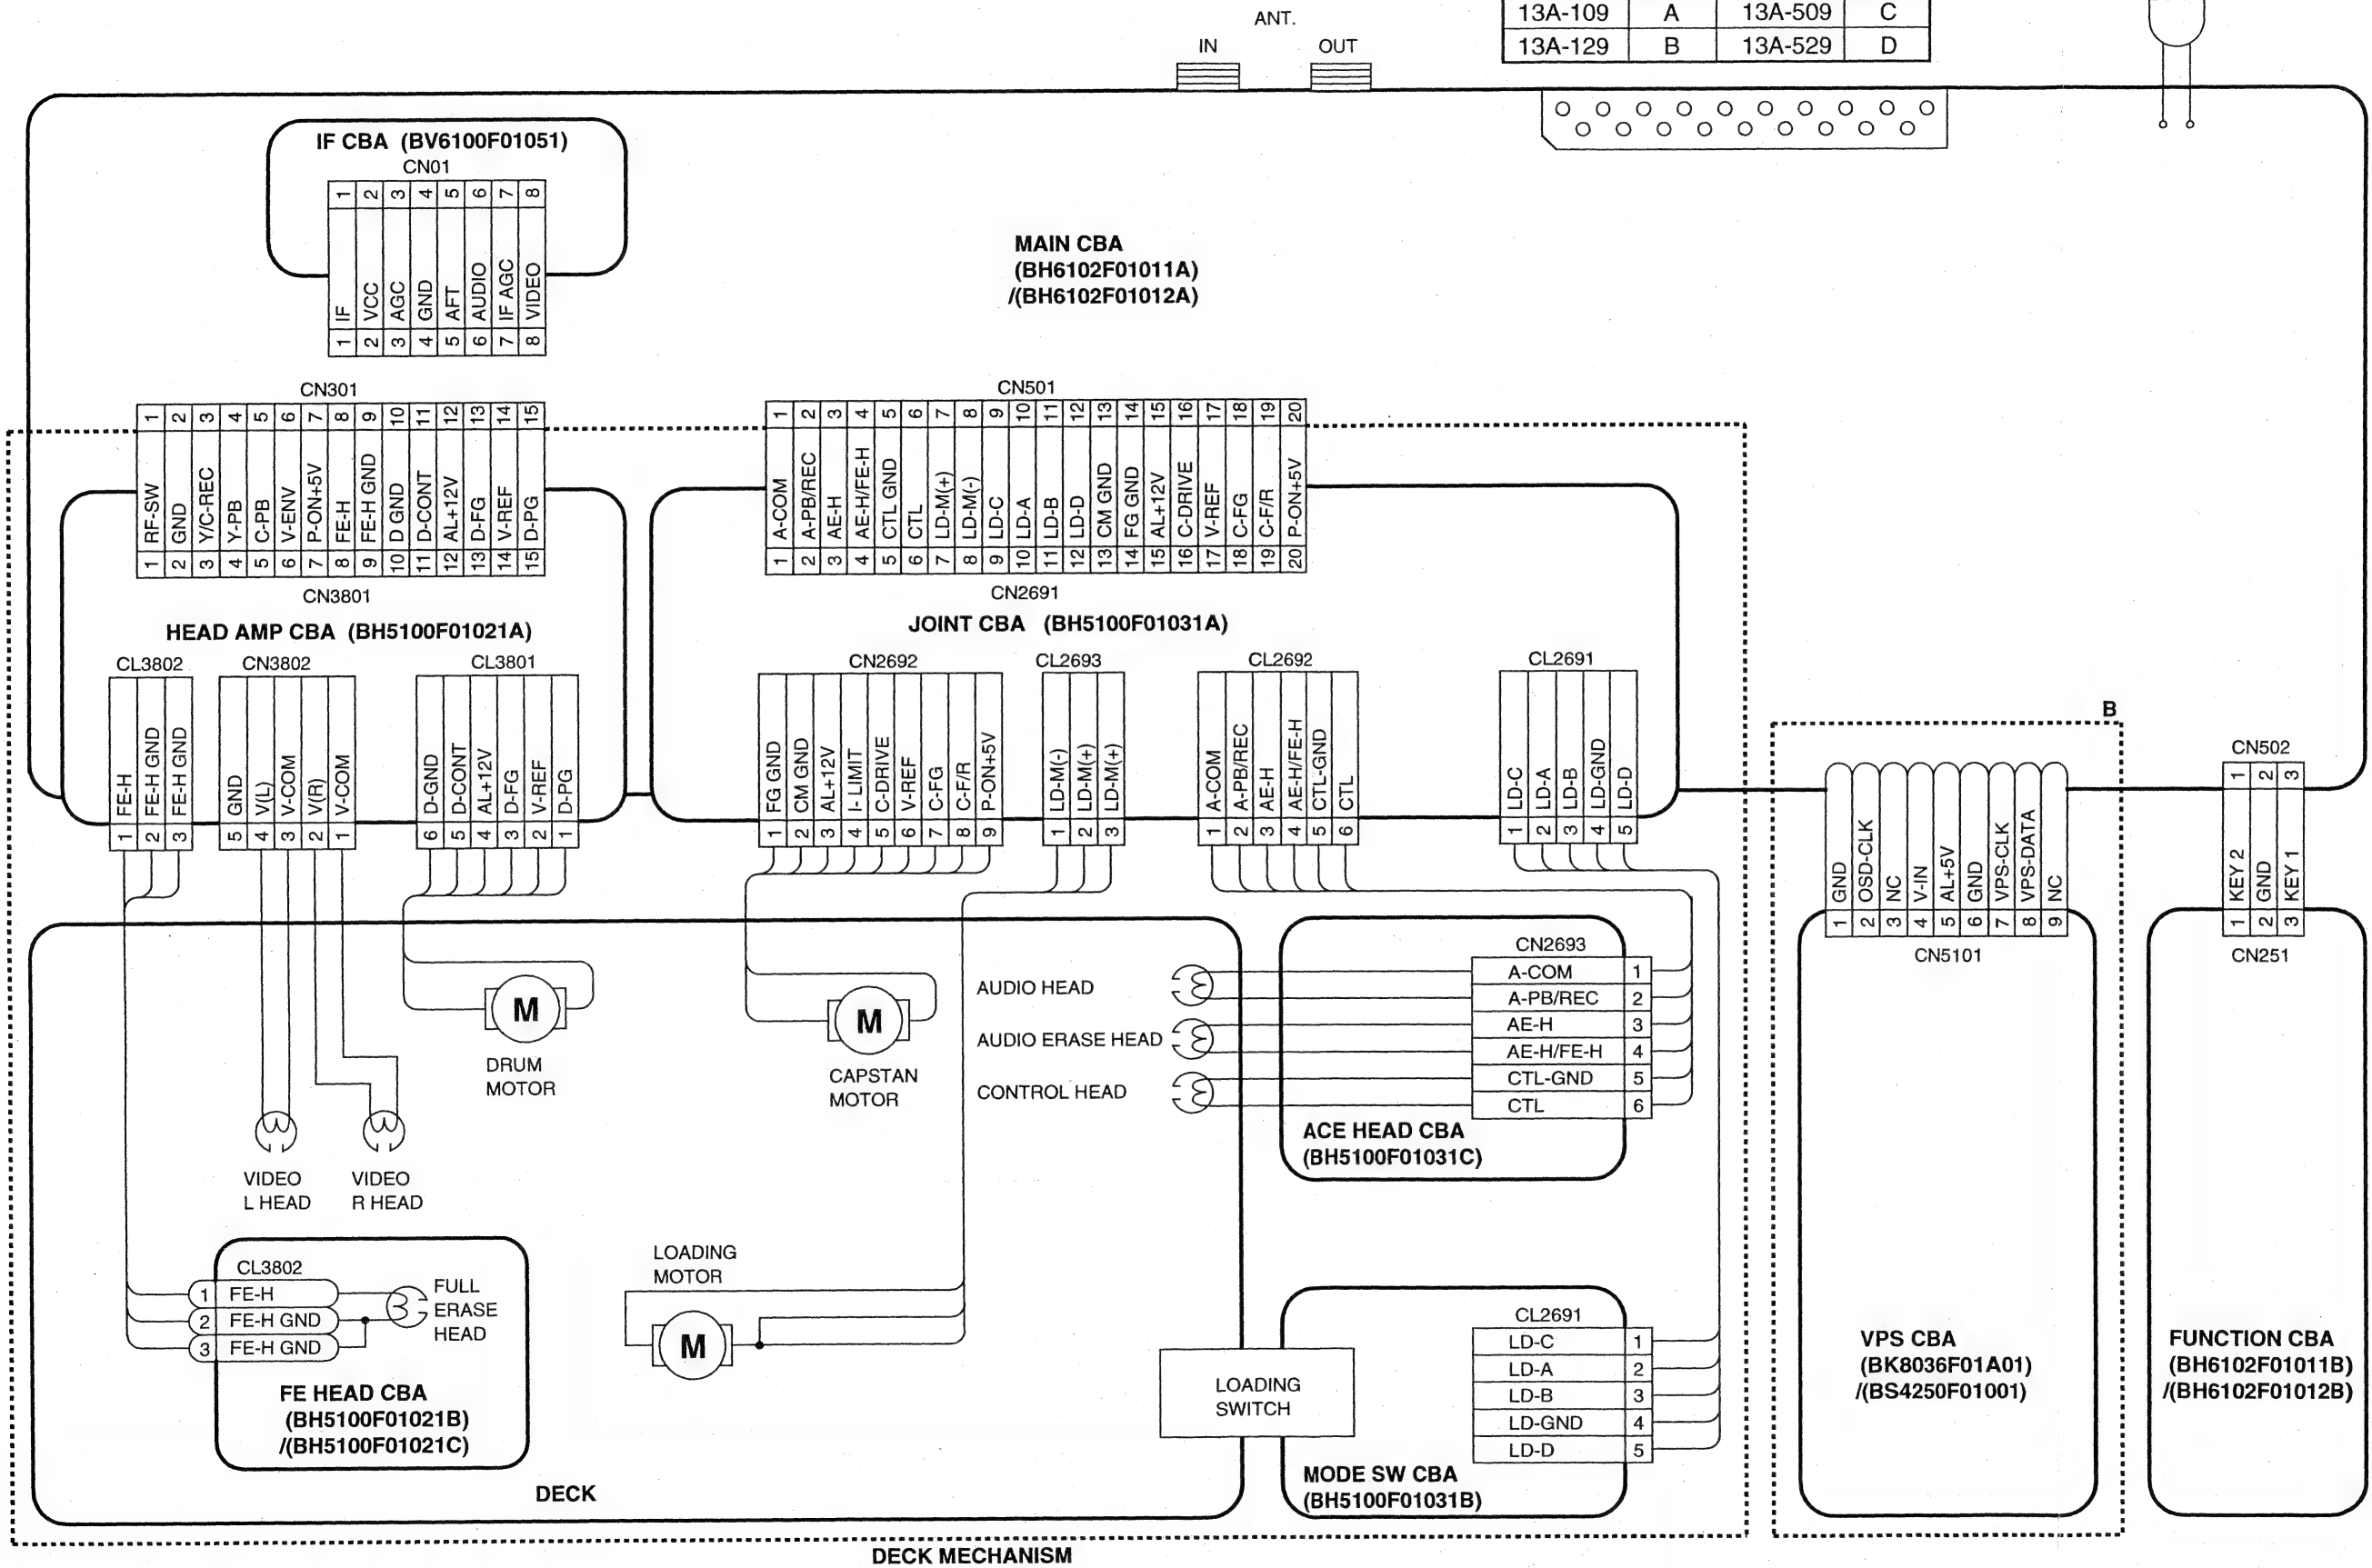 ANT.
IN
OUT
13A-109 A 13A-509 C
13A-129 B 13A-529 D
IF CBA (BV6100F01051)
CN01
1 2 3 4 5 6 7 8
IF
VCC
AGC
GND
AFT
AUDIO
IF AGC
VIDEO
1 2 3 4 5 6 7 8
MAIN CBA
(BH6102F01011A)
/(BH6102F01012A)
CN301
1 2 3 4 5 6 7 8 9 10 11 12 13 14 15
RF-SW
GND
Y/C-REC
Y-PB
C-PB
V-ENV
P-ON+5V
FE-H
FE-H GND
D GND
D-CONT
AL+12V
D-FG
V-REF
D-PG
1 2 3 4 5 6 7 8 9 10 11 12 13 14 15
CN3801
HEAD AMP CBA (BH5100F01021A)
CN501
1 2 3 4 5 6 7 8 9 10 11 12 13 14 15 16 17 18 19 20
A-COM
A-PB/REC
AE-H
AE-H/FE-H
CTL GND
CTL
LD-M(+)
LD-M(-)
LD-C
LD-A
LD-B
LD-D
CM GND
FG GND
AL+12V
C-DRIVE
V-REF
C-FG
C-F/R
P-ON+5V
1 2 3 4 5 6 7 8 9 10 11 12 13 14 15 16 17 18 19 20
CN2691
JOINT CBA (BH5100F01031A)
CL3802
FE-H
FE-H GND
FE-H GND
1 2 3
CN3802
GND
V(L)
V-COM
V(R)
V-COM
5 4 3 2 1
CL3801
D-GND
D-CONT
AL+12V
D-FG
V-REF
D-PG
6 5 4 3 2 1
CN2692
FG GND
CM GND
AL+12V
I- LIMIT
C-DRIVE
V-REF
C-FG
C-F/R
P-ON+5V
1 2 3 4 5 6 7 8 9
CL2693
LD-M(-)
LD-M(+)
LD-M(+)
1 2 3
CL2692
A-COM
A-PB/REC
AE-H
AE-H/FE-H
CTL-GND
CTL
1 2 3 4 5 6
CL2691
LD-C
LD-A
LD-B
LD-GND
LD-D
1 2 3 4 5
B
GND
OSD-CLK
NC
V-IN
AL+5V
GND
VPS-CLK
VPS-DATA
NC
1 2 3 4 5 6 7 8 9
CN5101
CN502
1 2 3
KEY 2
GND
KEY 1
1 2 3
CN251
M
DRUM
MOTOR
M
CAPSTAN
MOTOR
VIDEO
L HEAD
VIDEO
R HEAD
AUDIO HEAD
AUDIO ERASE HEAD
CONTROL HEAD
CN2693
A-COM 1
A-PB/REC 2
AE-H 3
AE-H/FE-H 4
CTL-GND 5
CTL 6
ACE HEAD CBA
(BH5100F01031C)
LOADING
MOTOR
M
CL3802
1 FE-H
2 FE-H GND
3 FE-H GND
FULL
ERASE
HEAD
FE HEAD CBA
(BH5100F01021B)
/(BH5100F01021C)
LOADING
SWITCH
CL2691
LD-C 1
LD-A 2
LD-B 3
LD-GND 4
LD-D 5
MODE SW CBA
(BH5100F01031B)
VPS CBA
(BK8036F01A01)
/(BS4250F01001)
FUNCTION CBA
(BH6102F01011B)
/(BH6102F01012B)
DECK
DECK MECHANISM